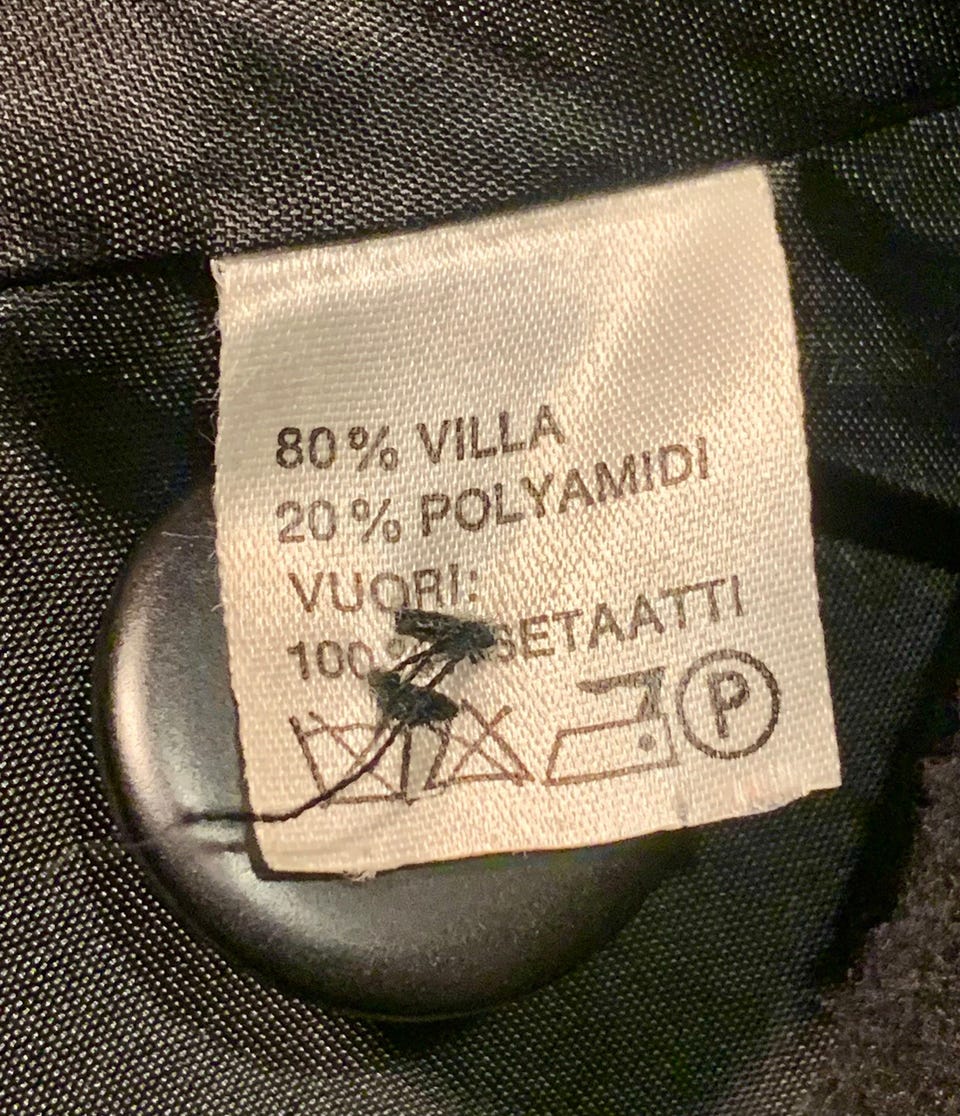 80% VILLA
20% POLYAMIDI
VUORI:
100%
P